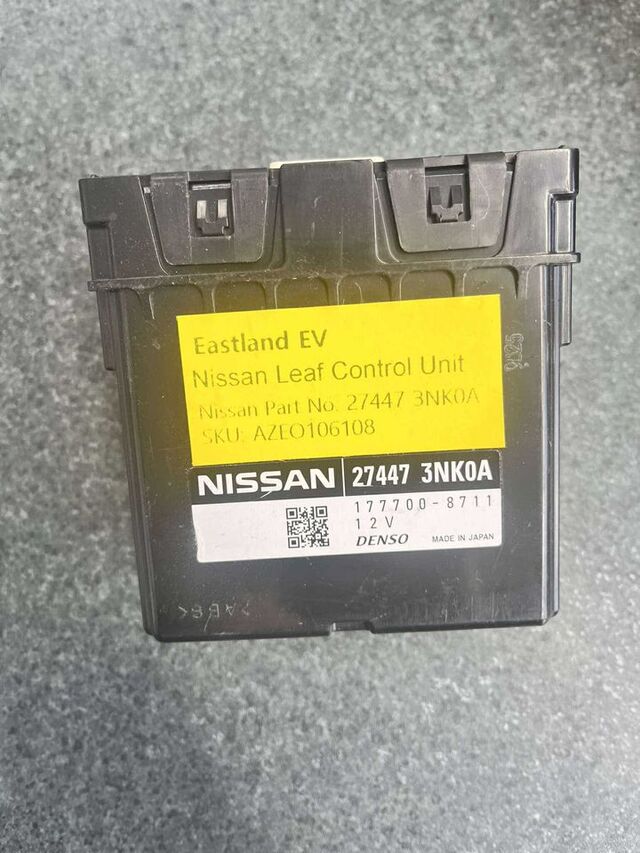 Eastland EV
Nissan Leaf Control Unit
Nissan Part No: 27447 3NK0A
SKU: AZEO106108
NISSAN 27447 3NK0A
177700-8711
12V
DENSO MADE IN JAPAN